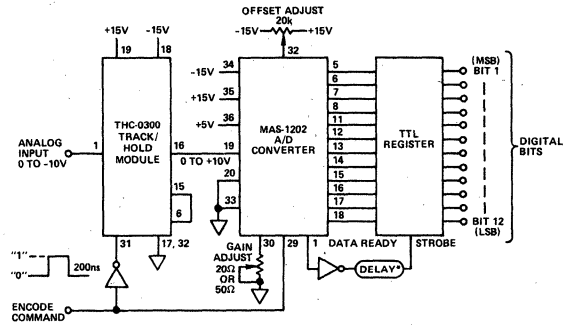 OFFSET ADJUST
20k
-15V
+15V
+15V
-15V
19
18
32
THC-0300
TRACK/
HOLD
MODULE
MAS-1202
A/D
CONVERTER
TTL
REGISTER
34
-15V
35
+15V
36
+5V
ANALOG
INPUT
0 TO -10V
1
16
19
0 TO +10V
15
6
20
33
5
6
7
8
11
12
13
14
15
16
17
18
(MSB)
BIT 1
DIGITAL
BITS
BIT 12
(LSB)
31
17, 32
30
29
1
DATA READY
STROBE
"1"
"0"
200ns
GAIN
ADJUST
20Ω
OR
50Ω
DELAY*
ENCODE
COMMAND